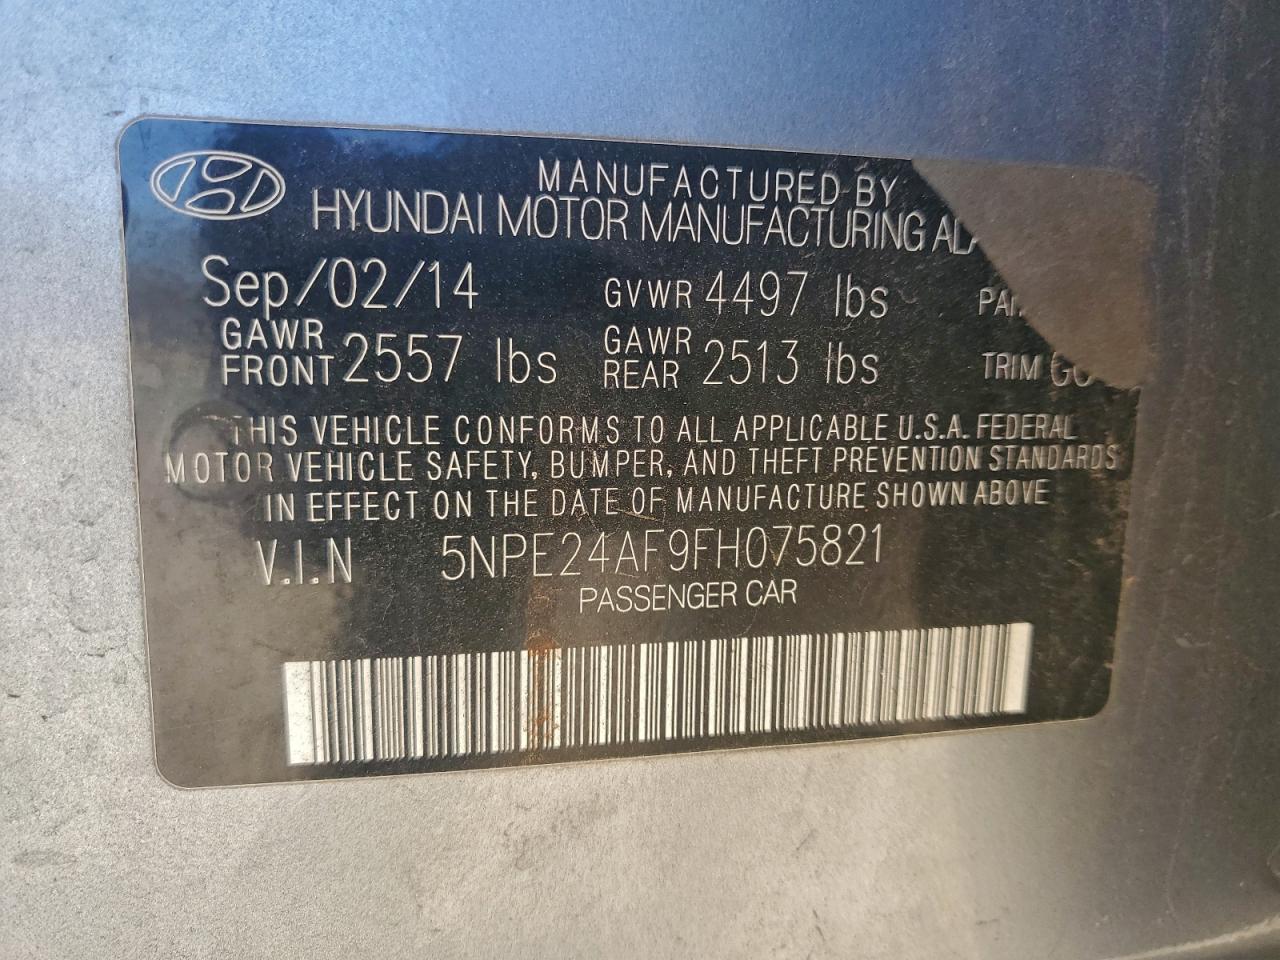 MANUFACTURED BY
HYUNDAI MOTOR MANUFACTURING
Sep/02/14 GVWR 4497 lbs
GAWR FRONT 2557 lbs GAWR REAR 2513 lbs TRIM
THIS VEHICLE CONFORMS TO ALL APPLICABLE U.S.A. FEDERAL
MOTOR VEHICLE SAFETY, BUMPER, AND THEFT PREVENTION STANDARDS
IN EFFECT ON THE DATE OF MANUFACTURE SHOWN ABOVE
V.I.N 5NPE24AF9FH075821
PASSENGER CAR